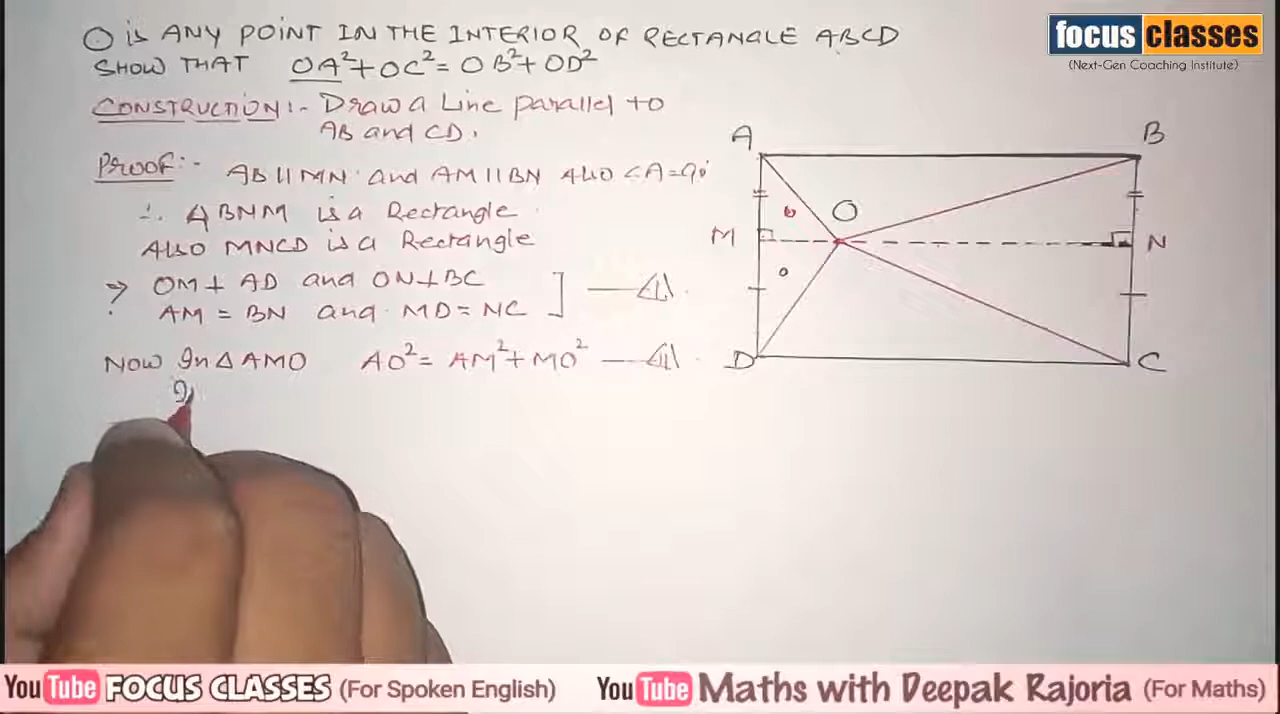 O is ANY POINT IN THE INTERIOR OF RECTANGLE ABCD
SHOW THAT OA²+OC²=OB²+OD²
CONSTRUCTION:- Draw a Line parallel to
AB and CD.
Proof:- AB || MN and AM || BN Also <A=90°
∴ ABNM is a Rectangle
Also MNCD is a Rectangle
⇒ OM ⊥ AD and ON ⊥ BC
AM = BN and MD = NC ] — (I)
Now In Δ AMO AO² = AM² + MO² — (II)
A
B
O
M
N
D
C
focus classes
(Next-Gen Coaching Institute)
YouTube FOCUS CLASSES (For Spoken English) YouTube Maths with Deepak Rajoria (For Maths)